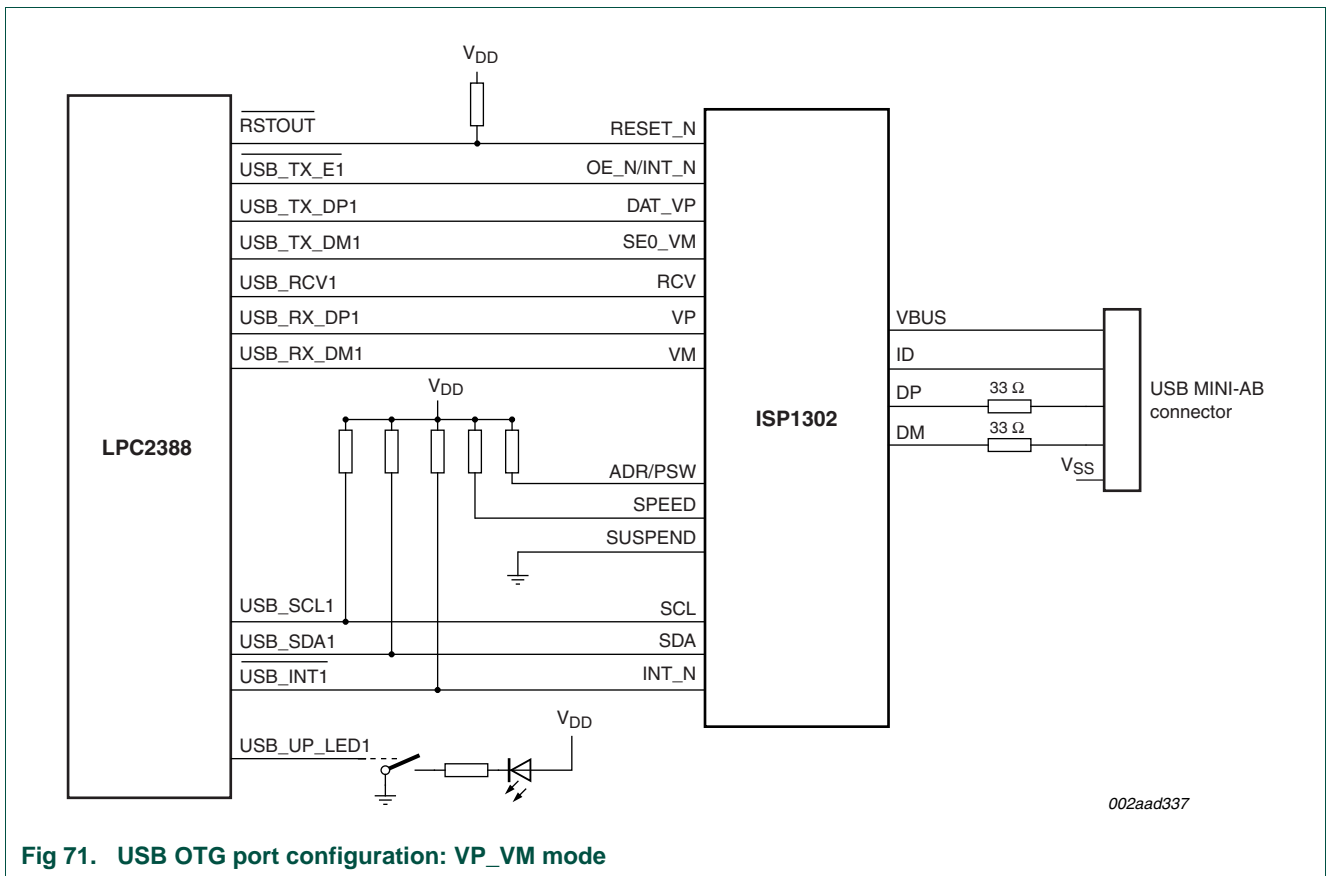 VDD
RSTOUT
RESET_N
USB_TX_E1
OE_N/INT_N
USB_TX_DP1
DAT_VP
USB_TX_DM1
SE0_VM
USB_RCV1
RCV
USB_RX_DP1
VP
USB_RX_DM1
VM
VBUS
ID
DP
33 Ω
DM
33 Ω
VSS
USB MINI-AB
connector
VDD
LPC2388
ISP1302
ADR/PSW
SPEED
SUSPEND
USB_SCL1
SCL
USB_SDA1
SDA
USB_INT1
INT_N
VDD
USB_UP_LED1
002aad337
Fig 71. USB OTG port configuration: VP_VM mode